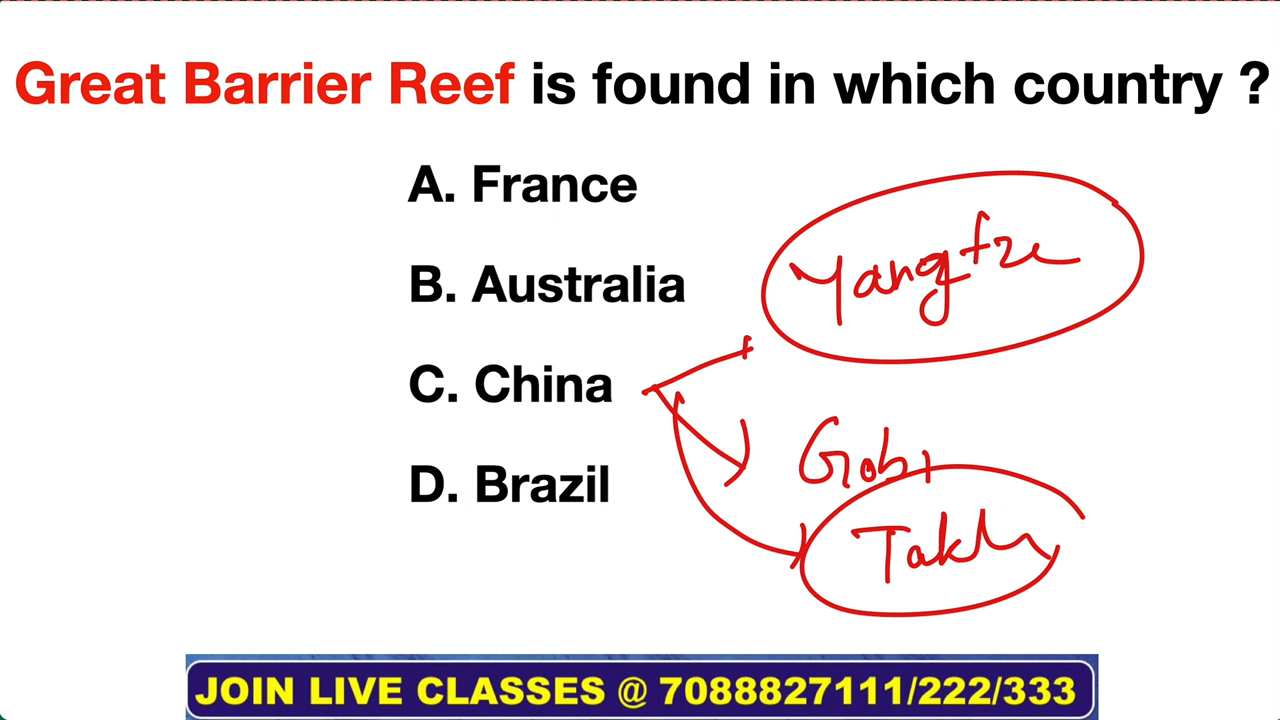 Great Barrier Reef is found in which country ?
A. France
B. Australia
C. China
D. Brazil
Yangtze
Gobi
JOIN LIVE CLASSES @ 7088827111/222/333